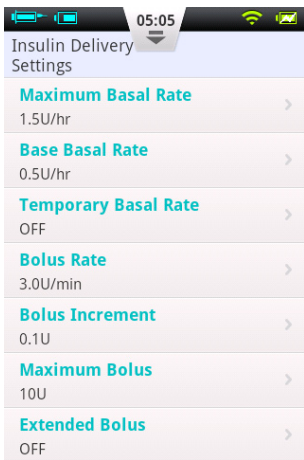 05:05
Insulin Delivery
Settings
Maximum Basal Rate
1.5U/hr
Base Basal Rate
0.5U/hr
Temporary Basal Rate
OFF
Bolus Rate
3.0U/min
Bolus Increment
0.1U
Maximum Bolus
10U
Extended Bolus
OFF